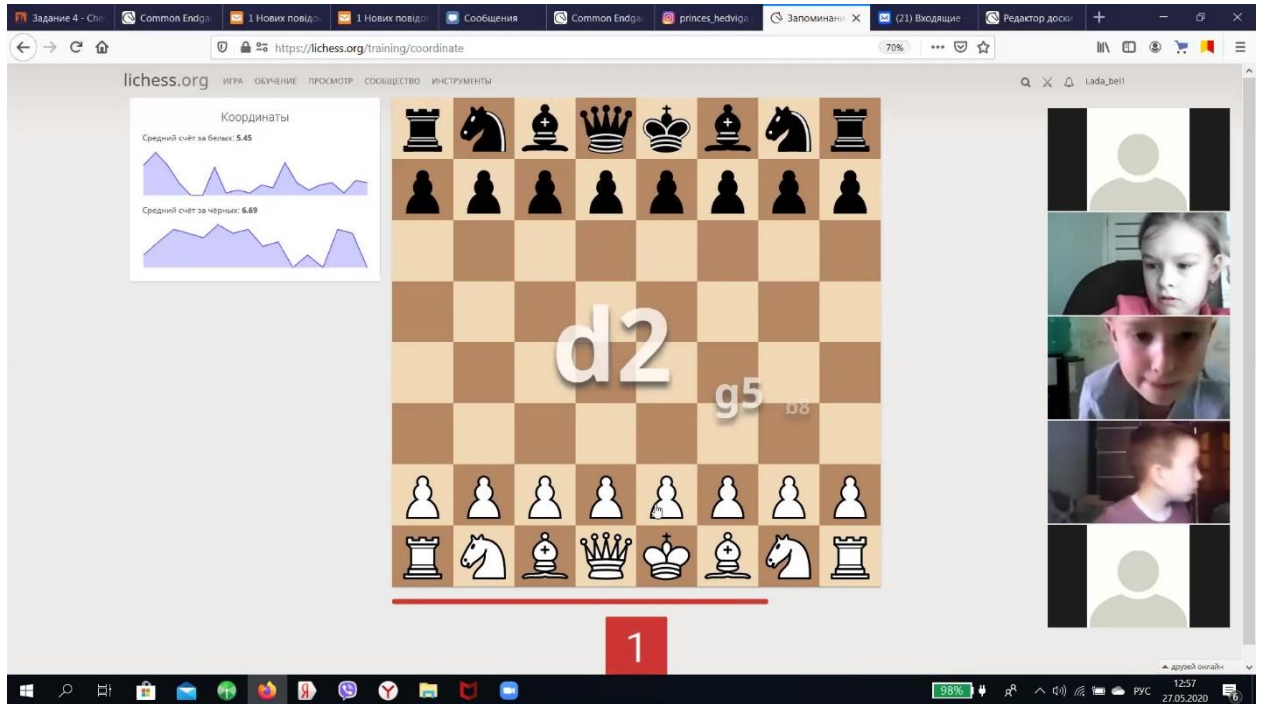 Задание 4 - Che
Common Endga
1 Нових повідо
1 Нових повідо
Сообщения
Common Endga
princes_hedviga
Запоминани
(21) Входящие
Редактор доски
https://lichess.org/training/coordinate
70%
lichess.org ИГРА ОБУЧЕНИЕ ПРОСМОТР СООБЩЕСТВО ИНСТРУМЕНТЫ
Lada_bel1
Координаты
Средний счёт за белых: 5.45
Средний счёт за чёрных: 6.69
d2
g5
b8
1
друзей онлайн
98%
РУС
12:57
27.05.2020
6